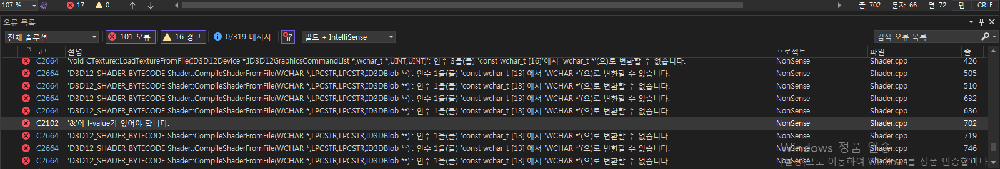 107 % 17 0 줄: 702 문자: 66 열: 72 탭 CRLF
오류 목록
전체 솔루션 101 오류 16 경고 0/319 메시지 빌드 + IntelliSense 검색 오류 목록
코드 설명 프로젝트 파일 줄
C2664 'void CTexture::LoadTextureFromFile(ID3D12Device *,ID3D12GraphicsCommandList *,wchar_t *,UINT,UINT)': 인수 3을(를) 'const wchar_t [16]'에서 'wchar_t *'(으)로 변환할 수 없습니다. NonSense Shader.cpp 426
C2664 'D3D12_SHADER_BYTECODE Shader::CompileShaderFromFile(WCHAR *,LPCSTR,LPCSTR,ID3DBlob **)': 인수 1을(를) 'const wchar_t [13]'에서 'WCHAR *'(으)로 변환할 수 없습니다. NonSense Shader.cpp 505
C2664 'D3D12_SHADER_BYTECODE Shader::CompileShaderFromFile(WCHAR *,LPCSTR,LPCSTR,ID3DBlob **)': 인수 1을(를) 'const wchar_t [13]'에서 'WCHAR *'(으)로 변환할 수 없습니다. NonSense Shader.cpp 510
C2664 'D3D12_SHADER_BYTECODE Shader::CompileShaderFromFile(WCHAR *,LPCSTR,LPCSTR,ID3DBlob **)': 인수 1을(를) 'const wchar_t [13]'에서 'WCHAR *'(으)로 변환할 수 없습니다. NonSense Shader.cpp 632
C2664 'D3D12_SHADER_BYTECODE Shader::CompileShaderFromFile(WCHAR *,LPCSTR,LPCSTR,ID3DBlob **)': 인수 1을(를) 'const wchar_t [13]'에서 'WCHAR *'(으)로 변환할 수 없습니다. NonSense Shader.cpp 636
C2102 '&'에 l-value가 있어야 합니다. NonSense Shader.cpp 702
C2664 'D3D12_SHADER_BYTECODE Shader::CompileShaderFromFile(WCHAR *,LPCSTR,LPCSTR,ID3DBlob **)': 인수 1을(를) 'const wchar_t [13]'에서 'WCHAR *'(으)로 변환할 수 없습니다. NonSense Shader.cpp 719
C2664 'D3D12_SHADER_BYTECODE Shader::CompileShaderFromFile(WCHAR *,LPCSTR,LPCSTR,ID3DBlob **)': 인수 1을(를) 'const wchar_t [13]'에서 'WCHAR *'(으)로 변환할 수 없습니다. NonSense Shader.cpp 746
C2664 'D3D12_SHADER_BYTECODE Shader::CompileShaderFromFile(WCHAR *,LPCSTR,LPCSTR,ID3DBlob **)': 인수 1을(를) 'const wchar_t [13]'에서 'WCHAR *'(으)로 변환할 수 없습니다. NonSense Shader.cpp 751
Windows 정품 인증
[설정]으로 이동하여 Windows를 정품 인증합니다.